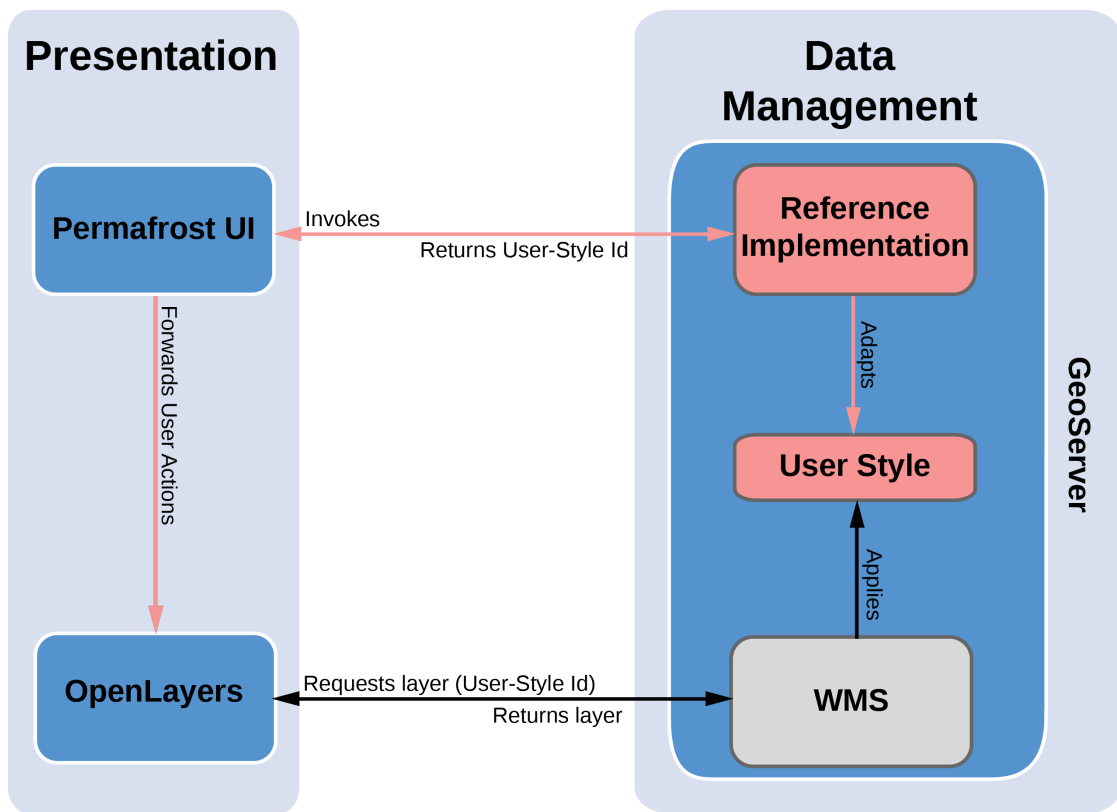 Presentation
Data
Management
Permafrost UI
Invokes
Returns User-Style Id
Reference
Implementation
Forwards User Actions
Adapts
GeoServer
User Style
Applies
OpenLayers
Requests layer (User-Style Id)
Returns layer
WMS